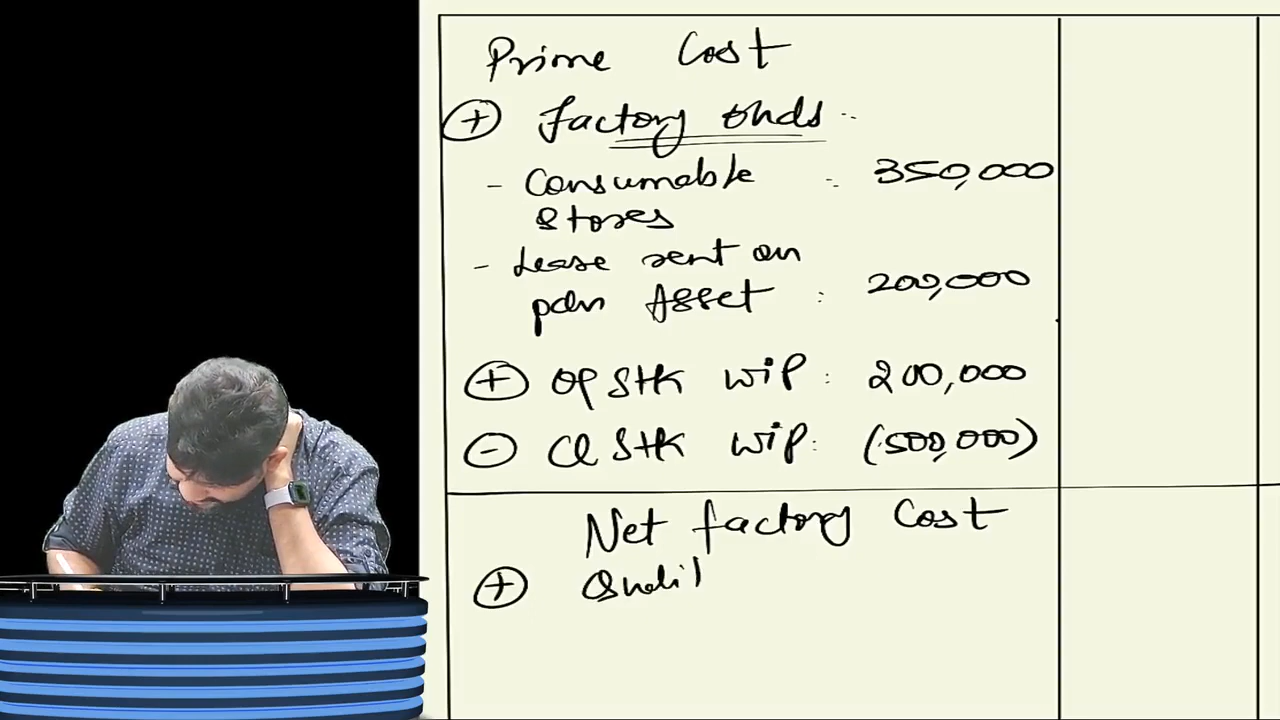 Prime Cost
+ factory ohds :-
- Consumable :- 350,000
stores
- Lease rent on
pdn Asset : 200,000
+ OP Stk WIP : 200,000
- Cl Stk WIP : (500,000)
Net factory Cost
+ Quali